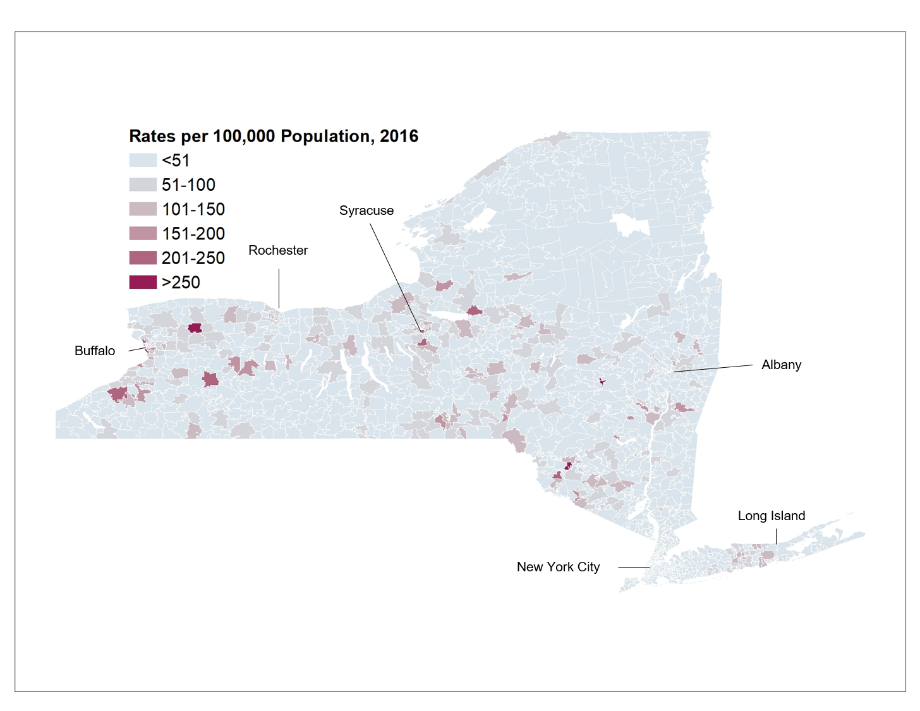 Rates per 100,000 Population, 2016
<51
51-100
101-150
151-200
201-250
>250
Syracuse
Rochester
Buffalo
Albany
Long Island
New York City